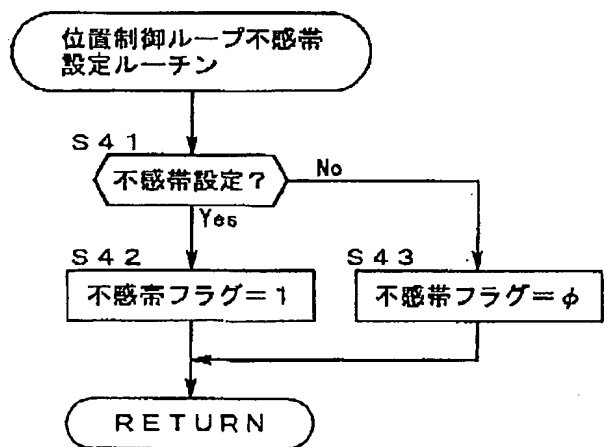 位置制御ループ不感帯
設定ルーチン
S41
不感帯設定?
No
Yes
S42
不感帯フラグ=1
S43
不感帯フラグ=φ
RETURN